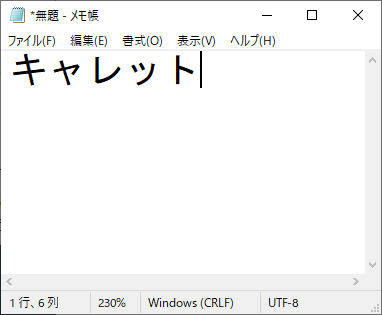 *無題 - メモ帳
ファイル(F) 編集(E) 書式(O) 表示(V) ヘルプ(H)
キャレット
1 行、6 列 230% Windows (CRLF) UTF-8